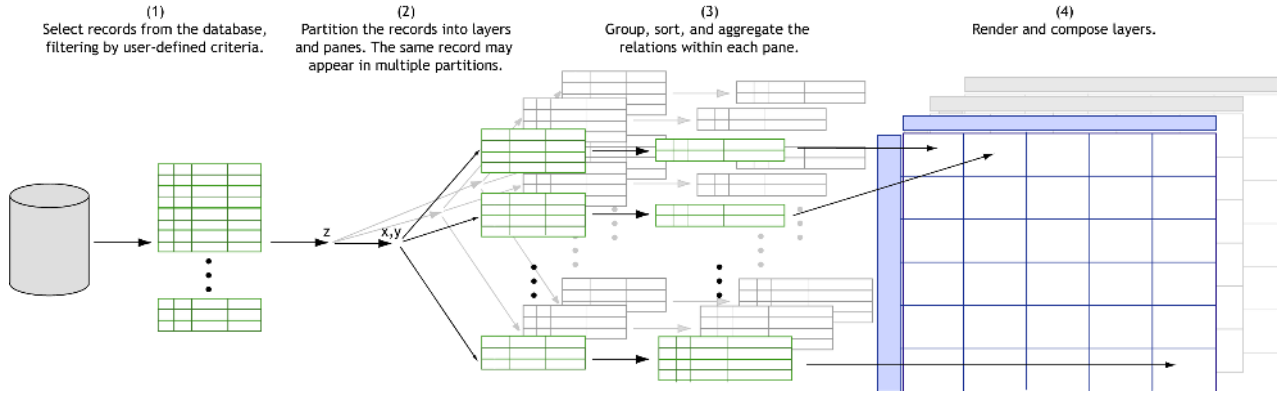 (1)
Select records from the database,
filtering by user-defined criteria.
(2)
Partition the records into layers
and panes. The same record may
appear in multiple partitions.
(3)
Group, sort, and aggregate the
relations within each pane.
(4)
Render and compose layers.
z
x,y